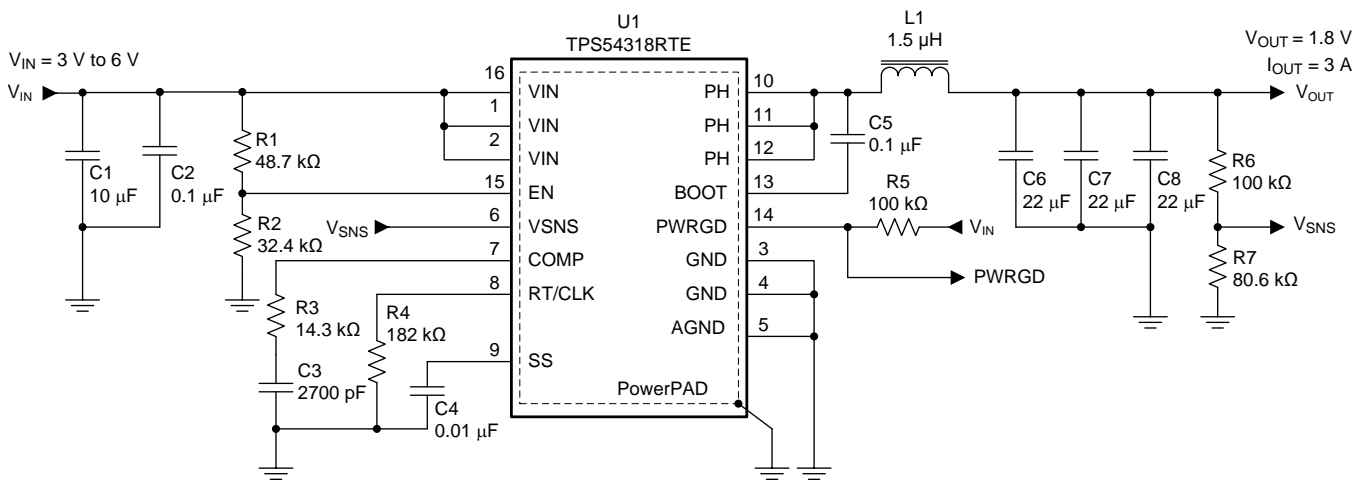 U1
TPS54318RTE
L1
1.5 µH
V_IN = 3 V to 6 V
V_OUT = 1.8 V
I_OUT = 3 A
V_IN
16
VIN
PH
10
V_OUT
1
VIN
PH
11
2
VIN
PH
12
15
EN
BOOT
13
6
VSNS
PWRGD
14
7
COMP
GND
3
8
RT/CLK
GND
4
AGND
5
9
SS
PowerPAD
C1
10 µF
C2
0.1 µF
R1
48.7 kΩ
R2
32.4 kΩ
V_SNS
R3
14.3 kΩ
R4
182 kΩ
C3
2700 pF
C4
0.01 µF
C5
0.1 µF
R5
100 kΩ
V_IN
PWRGD
C6
22 µF
C7
22 µF
C8
22 µF
R6
100 kΩ
V_SNS
R7
80.6 kΩ